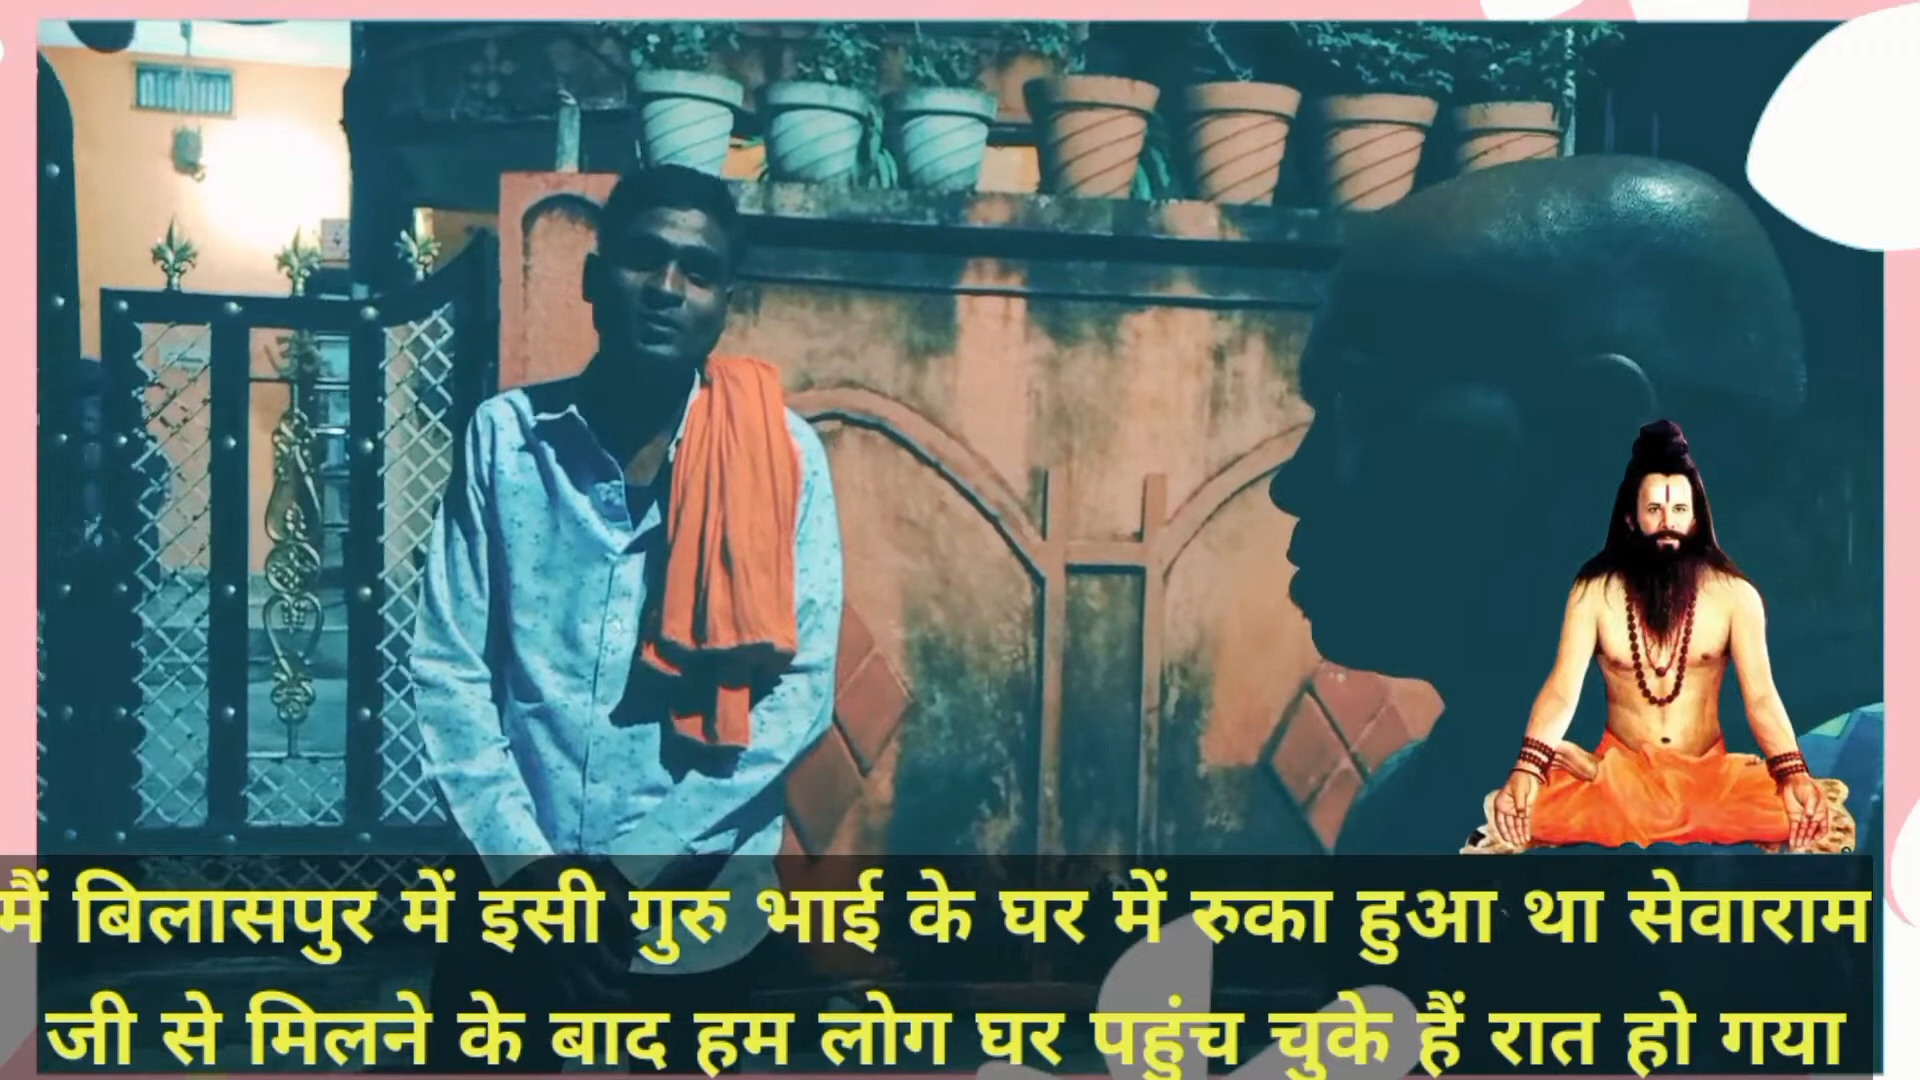 मैं बिलासपुर में इसी गुरु भाई के घर में रुका हुआ था सेवाराम
जी से मिलने के बाद हम लोग घर पहुंच चुके हैं रात हो गया